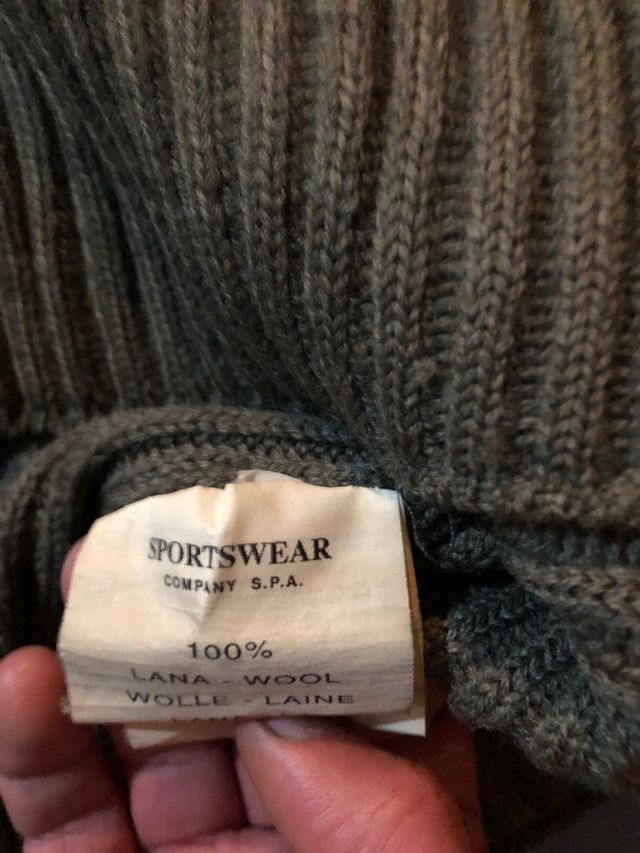 SPORTSWEAR
COMPANY S.P.A.
100%
LANA - WOOL
WOLLE - LAINE